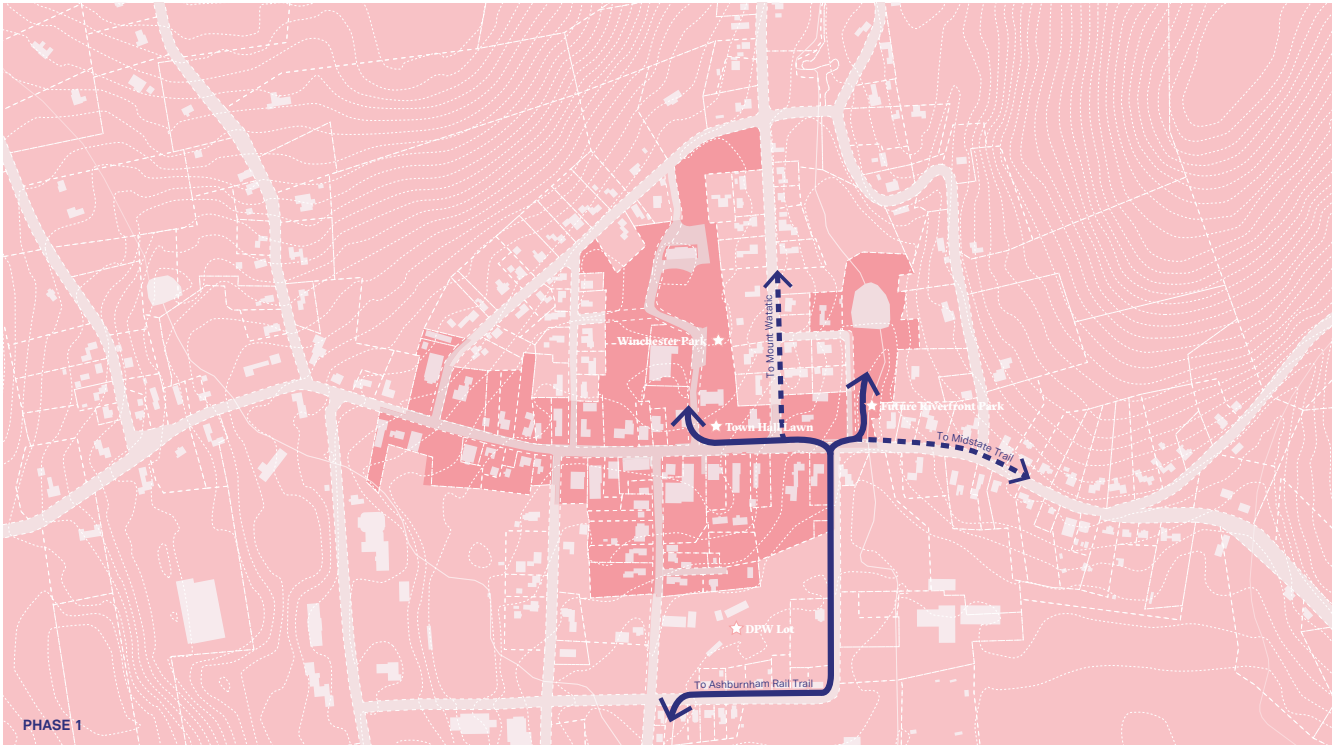 To Mount Watatic
Winchester Park
Future Riverfront Park
Town Hall Lawn
To Midstate Trail
DPW Lot
To Ashburnham Rail Trail
PHASE 1